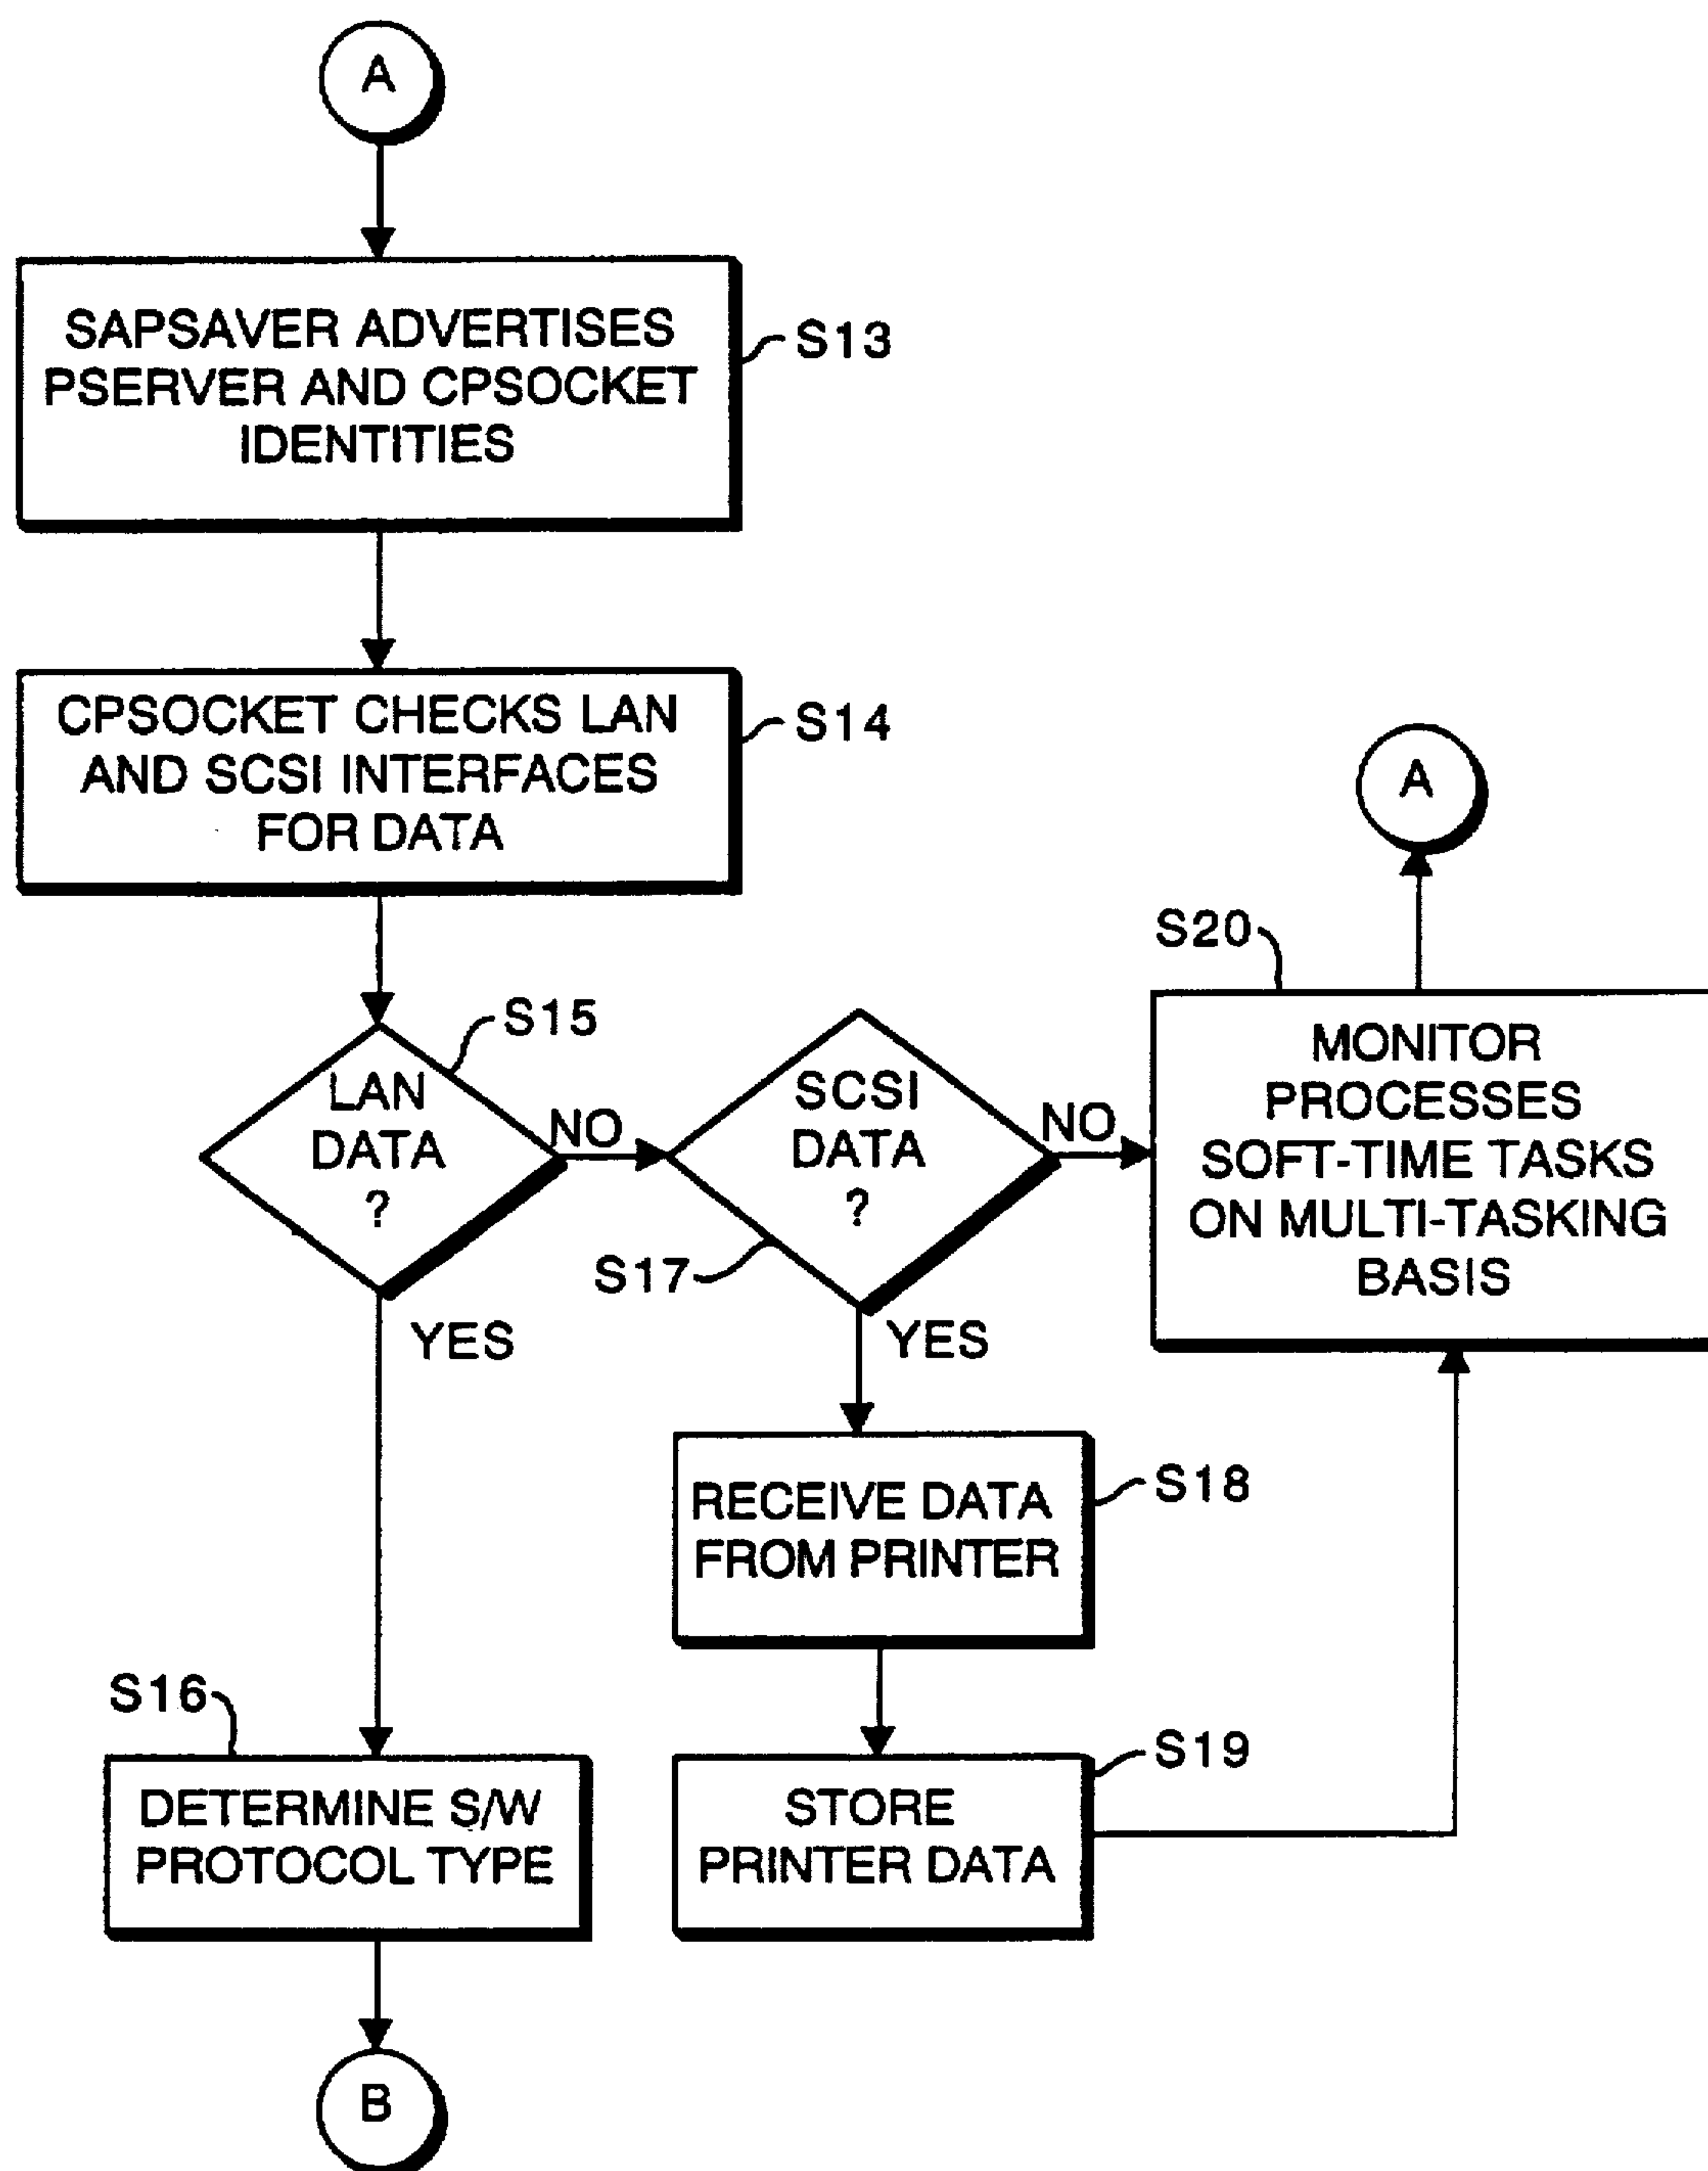 A
SAPSAVER ADVERTISES
PSERVER AND CPSOCKET
IDENTITIES
S13
CPSOCKET CHECKS LAN
AND SCSI INTERFACES
FOR DATA
S14
A
S20
MONITOR
PROCESSES
SOFT-TIME TASKS
ON MULTI-TASKING
BASIS
S15
LAN
DATA
?
NO
SCSI
DATA
?
NO
S17
YES
YES
RECEIVE DATA
FROM PRINTER
S18
S16
DETERMINE S/W
PROTOCOL TYPE
STORE
PRINTER DATA
S19
B